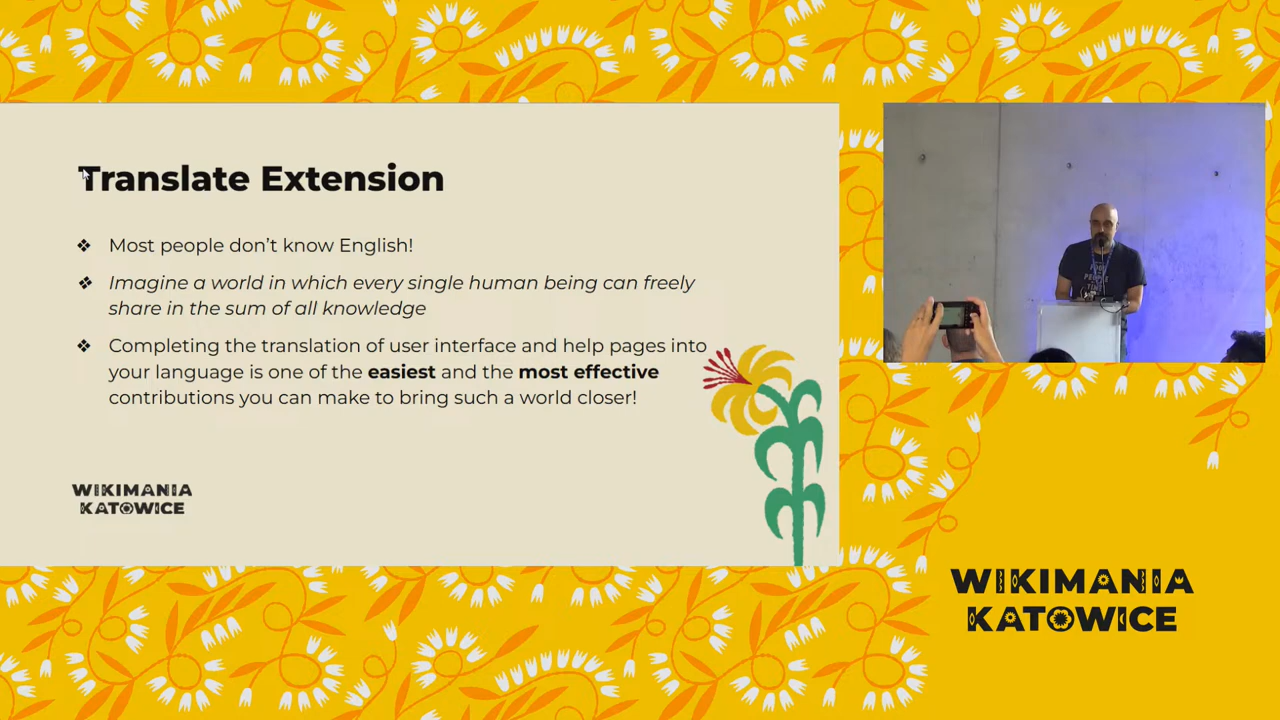 Translate Extension
❖ Most people don’t know English!
❖ Imagine a world in which every single human being can freely
share in the sum of all knowledge
❖ Completing the translation of user interface and help pages into
your language is one of the easiest and the most effective
contributions you can make to bring such a world closer!
WIKIMANIA
KATOWICE
WIKIMANIA
KATOWICE